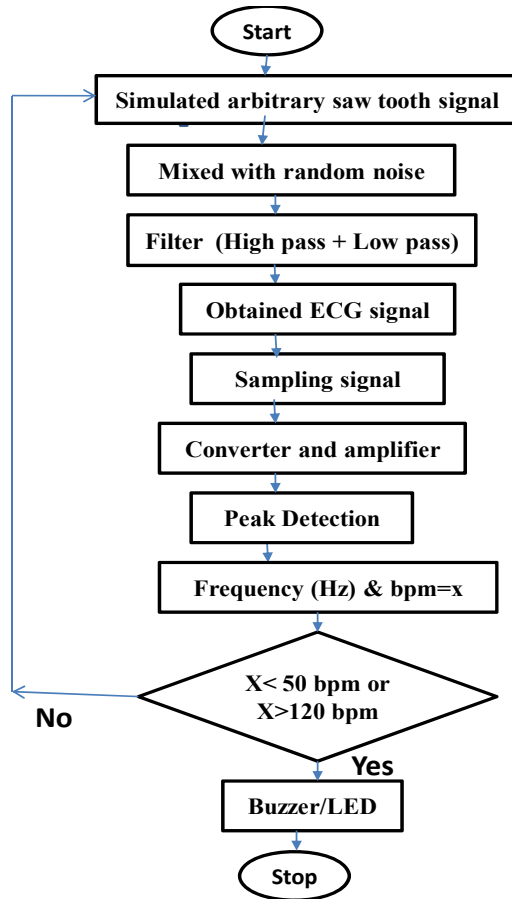 Start
Simulated arbitrary saw tooth signal
Mixed with random noise
Filter (High pass + Low pass)
Obtained ECG signal
Sampling signal
Converter and amplifier
Peak Detection
Frequency (Hz) & bpm=x
X< 50 bpm or
X>120 bpm
No
Yes
Buzzer/LED
Stop